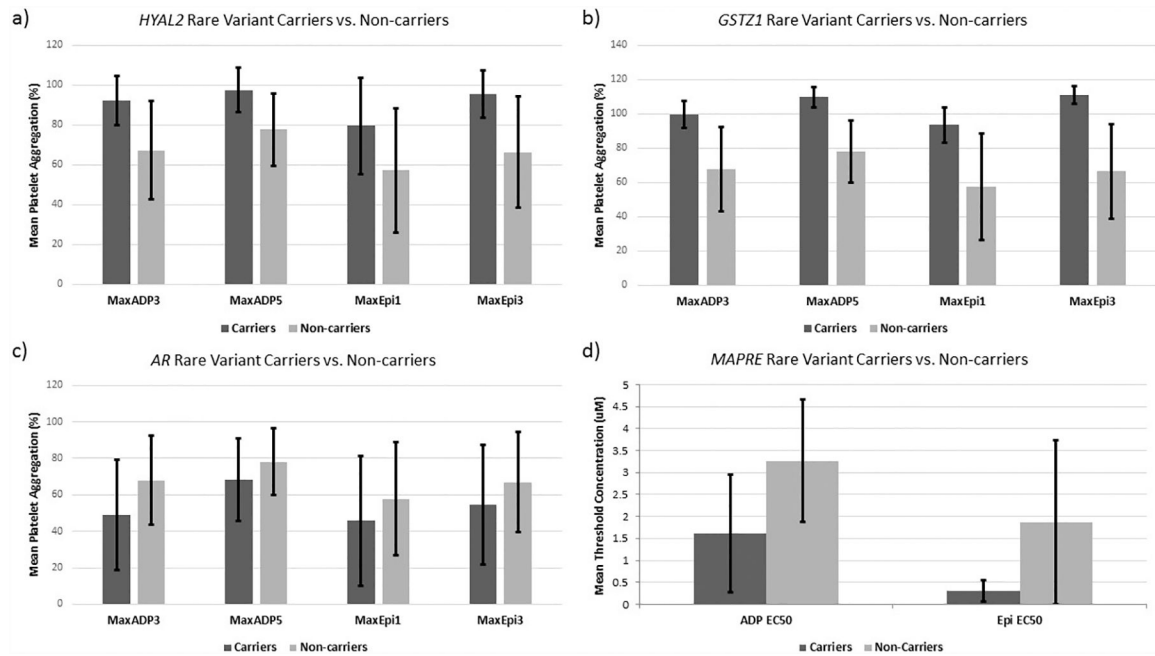 a)
HYAL2 Rare Variant Carriers vs. Non-carriers
Mean Platelet Aggregation (%)
120
100
80
60
40
20
0
MaxADP3 MaxADP5 MaxEpi1 MaxEpi3
Carriers Non-carriers
b)
GSTZ1 Rare Variant Carriers vs. Non-carriers
Mean Platelet Aggregation (%)
140
120
100
80
60
40
20
0
MaxADP3 MaxADP5 MaxEpi1 MaxEpi3
Carriers Non-carriers
c)
AR Rare Variant Carriers vs. Non-carriers
Mean Platelet Aggregation (%)
120
100
80
60
40
20
0
MaxADP3 MaxADP5 MaxEpi1 MaxEpi3
Carriers Non-carriers
d)
MAPRE Rare Variant Carriers vs. Non-carriers
Mean Threshold Concentration (uM)
5
4.5
4
3.5
3
2.5
2
1.5
1
0.5
0
ADP EC50 Epi EC50
Carriers Non-Carriers